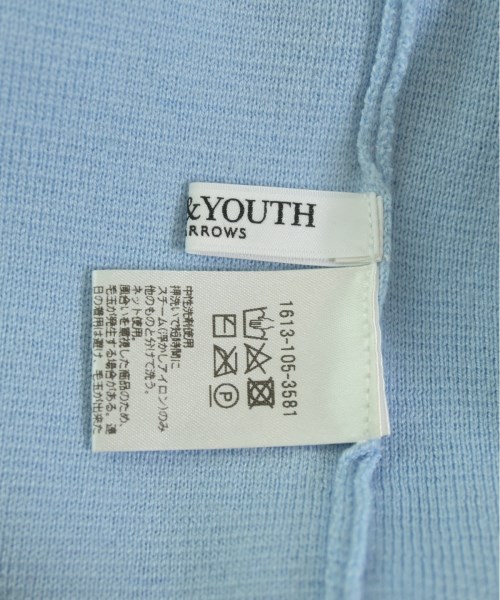 &YOUTH
ARROWS
1613-105-3581
P
中性洗剤使用
押洗いで短時間に
スチーム(浮かしアイロン)のみ
他のものと分けて洗う。
ネット使用。
風合いを重視した商品のため、
毛玉が発生する場合がある。連
日の着用は避け、毛玉が出来た